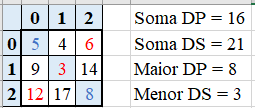 0 1 2
0 5 4 6 Soma DP = 16
1 9 3 14 Soma DS = 21
2 12 17 8 Maior DP = 8
Menor DS = 3